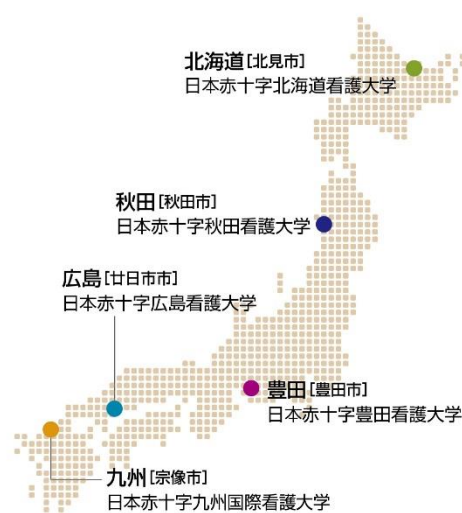 北海道[北見市]
日本赤十字北海道看護大学
秋田[秋田市]
日本赤十字秋田看護大学
広島[廿日市市]
日本赤十字広島看護大学
豊田[豊田市]
日本赤十字豊田看護大学
九州[宗像市]
日本赤十字九州国際看護大学